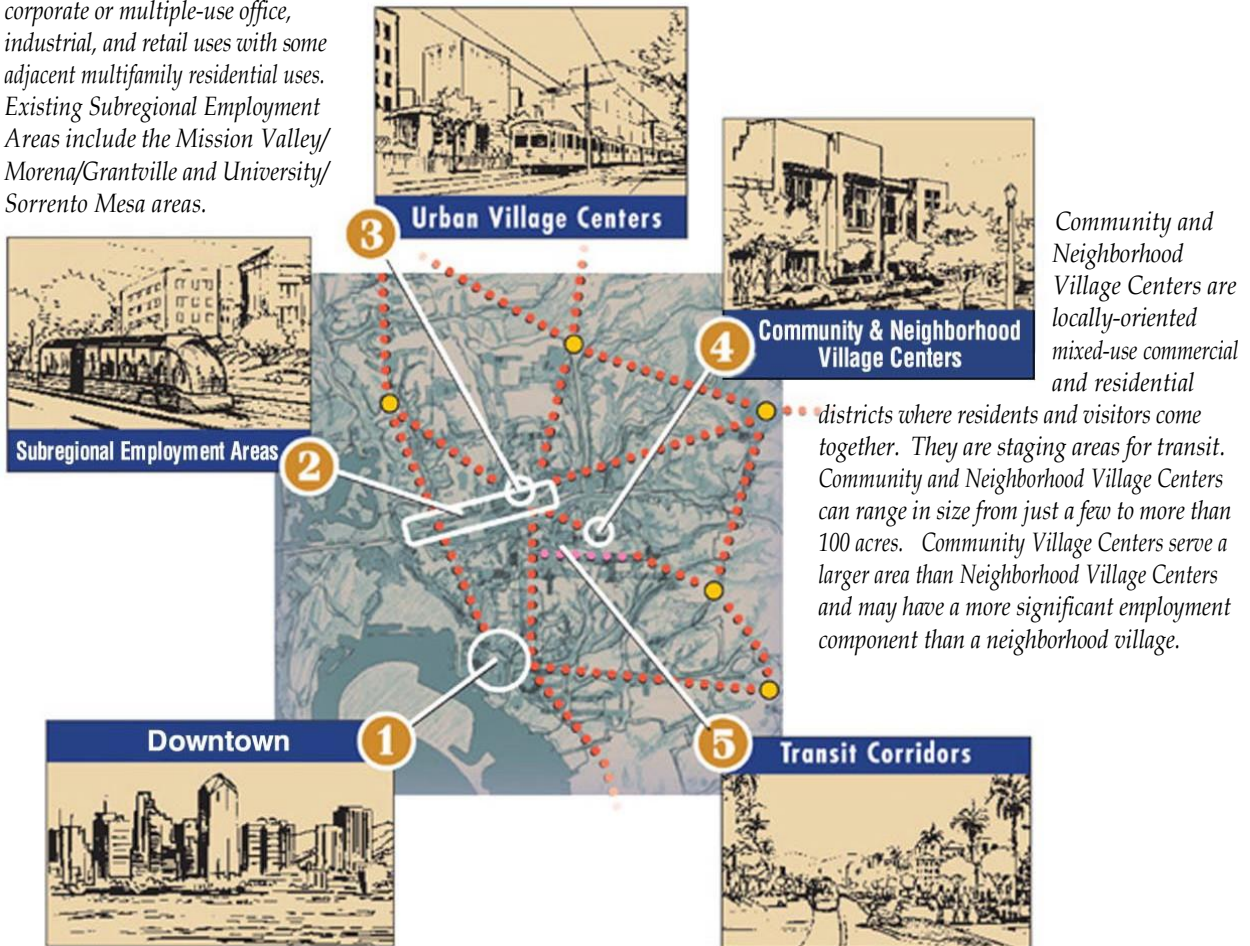 corporate or multiple-use office,
industrial, and retail uses with some
adjacent multifamily residential uses.
Existing Subregional Employment
Areas include the Mission Valley/
Morena/Grantville and University/
Sorrento Mesa areas.
3
Urban Village Centers
4
Community & Neighborhood
Village Centers
Community and
Neighborhood
Village Centers are
locally-oriented
mixed-use commercial
and residential
districts where residents and visitors come
together. They are staging areas for transit.
Community and Neighborhood Village Centers
can range in size from just a few to more than
100 acres. Community Village Centers serve a
larger area than Neighborhood Village Centers
and may have a more significant employment
component than a neighborhood village.
Subregional Employment Areas
2
Downtown
1
5
Transit Corridors